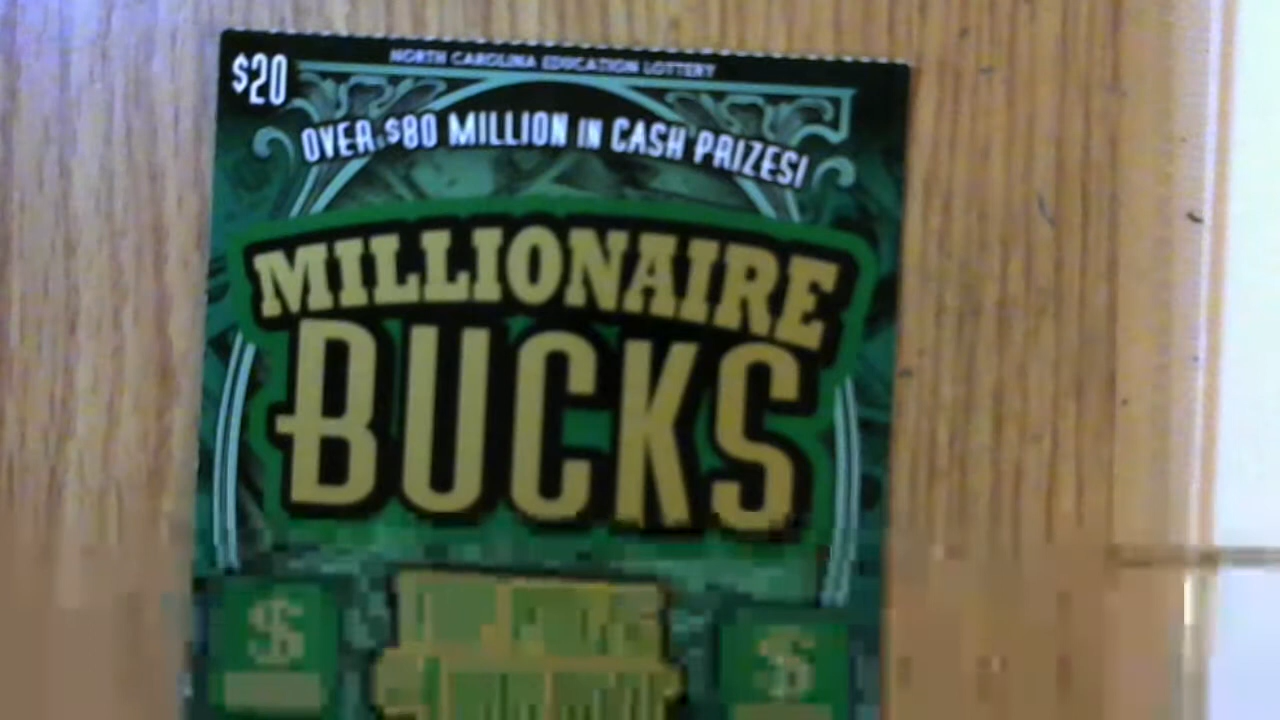 NORTH CAROLINA EDUCATION LOTTERY
$20
OVER $80 MILLION IN CASH PRIZES!
MILLIONAIRE
BUCKS
$ $